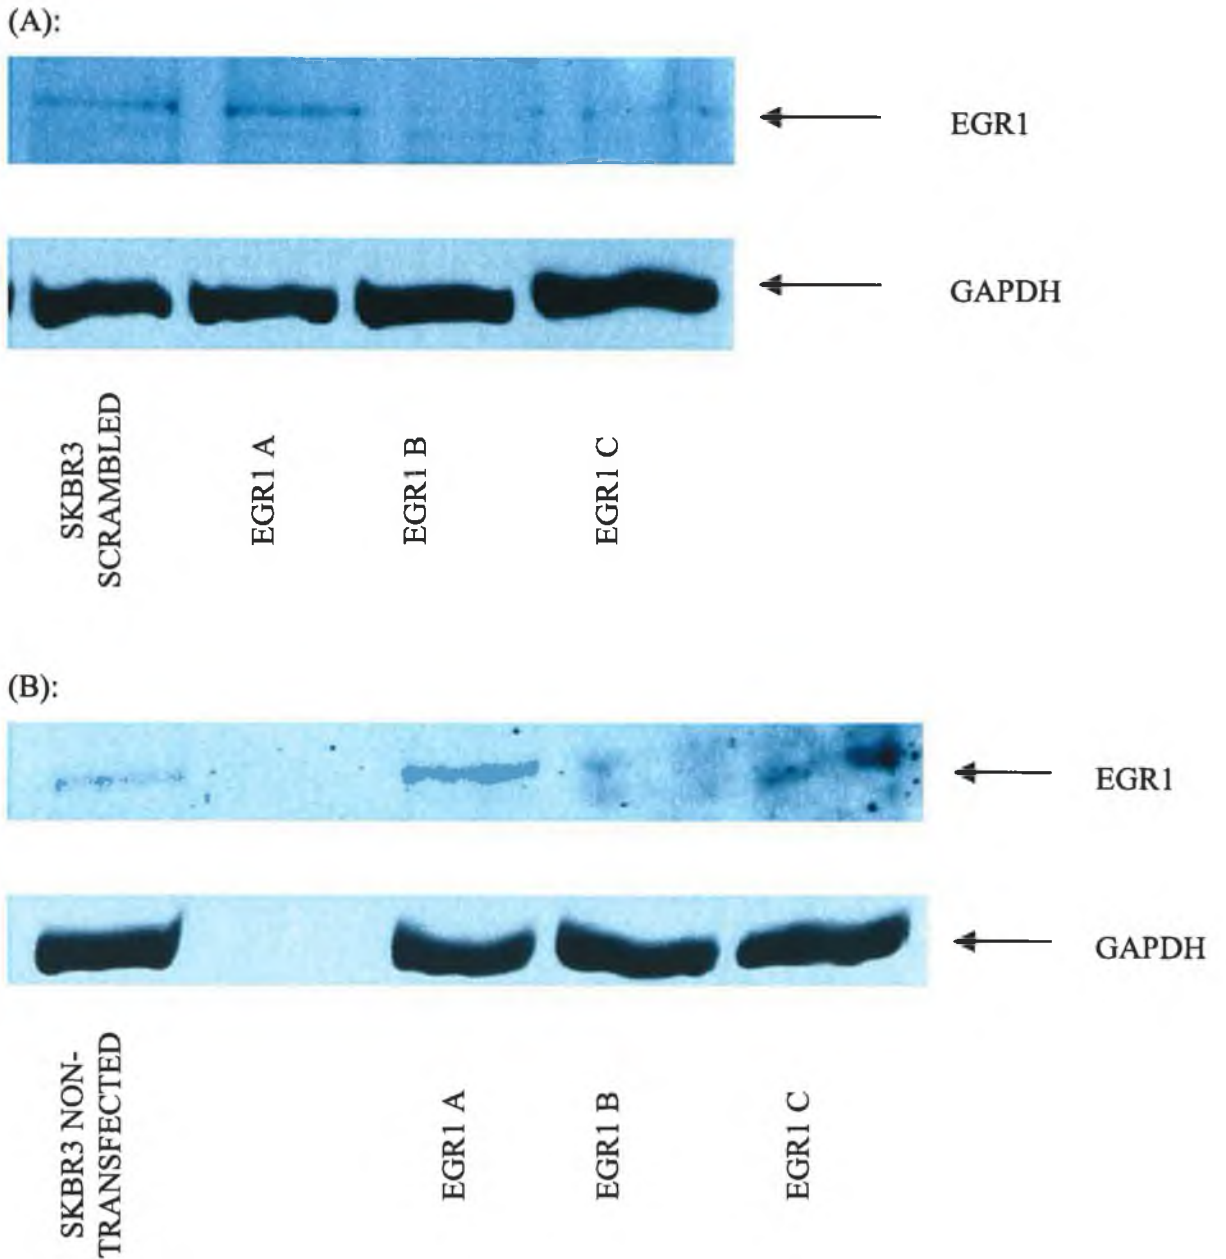 (A):
EGR1
GAPDH
SKBR3
SCRAMBLED
EGR1 A
EGR1 B
EGR1 C
(B):
EGR1
GAPDH
SKBR3 NON-
TRANSFECTED
EGR1 A
EGR1 B
EGR1 C